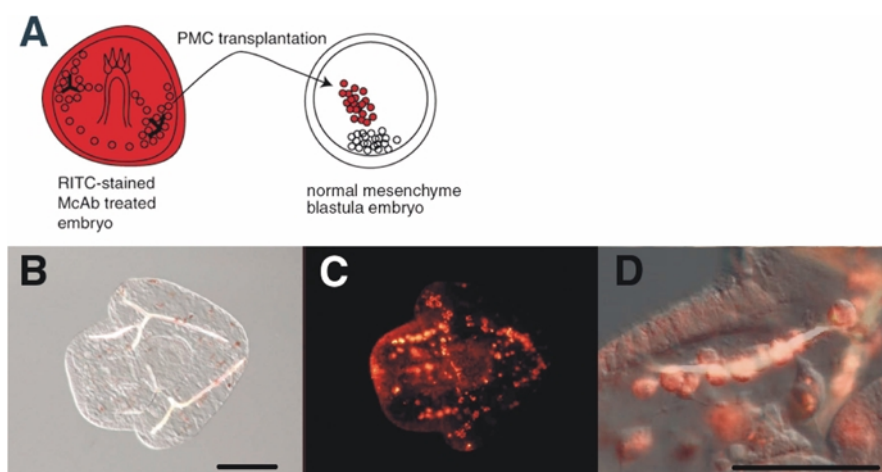 A
PMC transplantation
RITC-stained
McAb treated
embryo
normal mesenchyme
blastula embryo
B
C
D